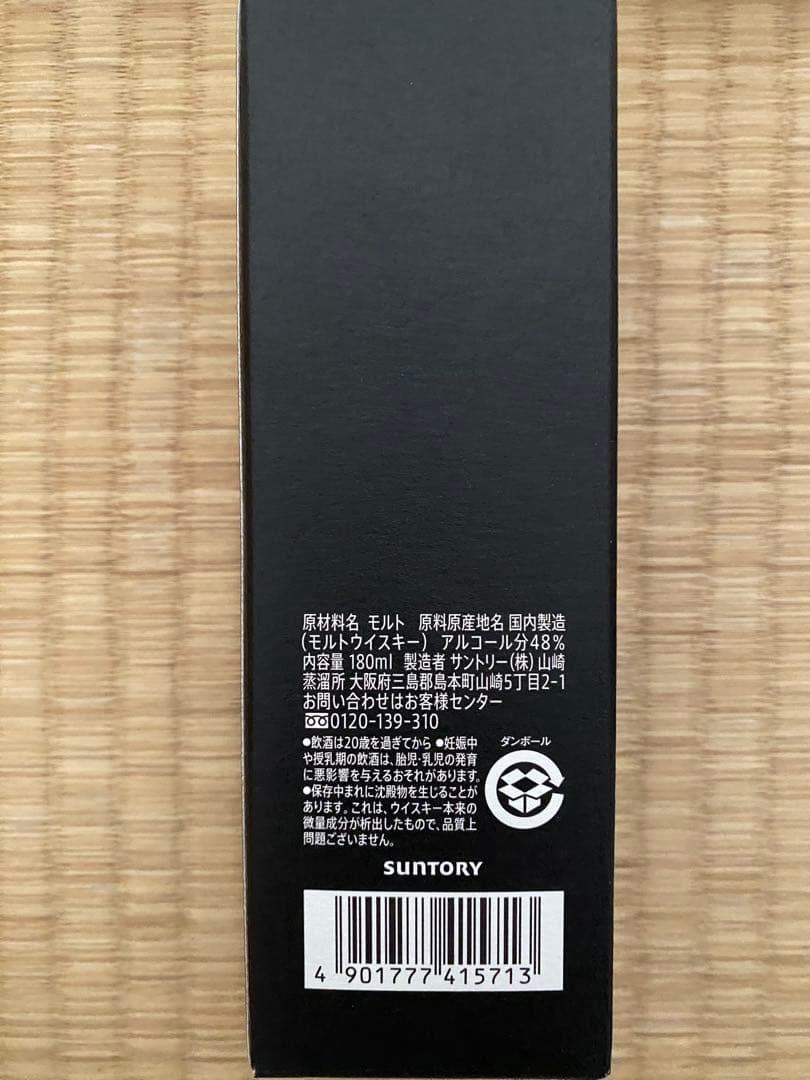 原材料名 モルト 原料原産地名 国内製造
(モルトウイスキー) アルコール分48%
内容量 180ml 製造者 サントリー(株) 山崎
蒸溜所 大阪府三島郡島本町山崎5丁目2-1
お問い合わせはお客様センター
0120-139-310
●飲酒は20歳を過ぎてから ●妊娠中
や授乳期の飲酒は、胎児・乳児の発育
に悪影響を与えるおそれがあります。
●保存中まれに沈殿物を生じることが
あります。これは、ウイスキー本来の
微量成分が析出したもので、品質上
問題ございません。
ダンボール
SUNTORY
4 901777 415713